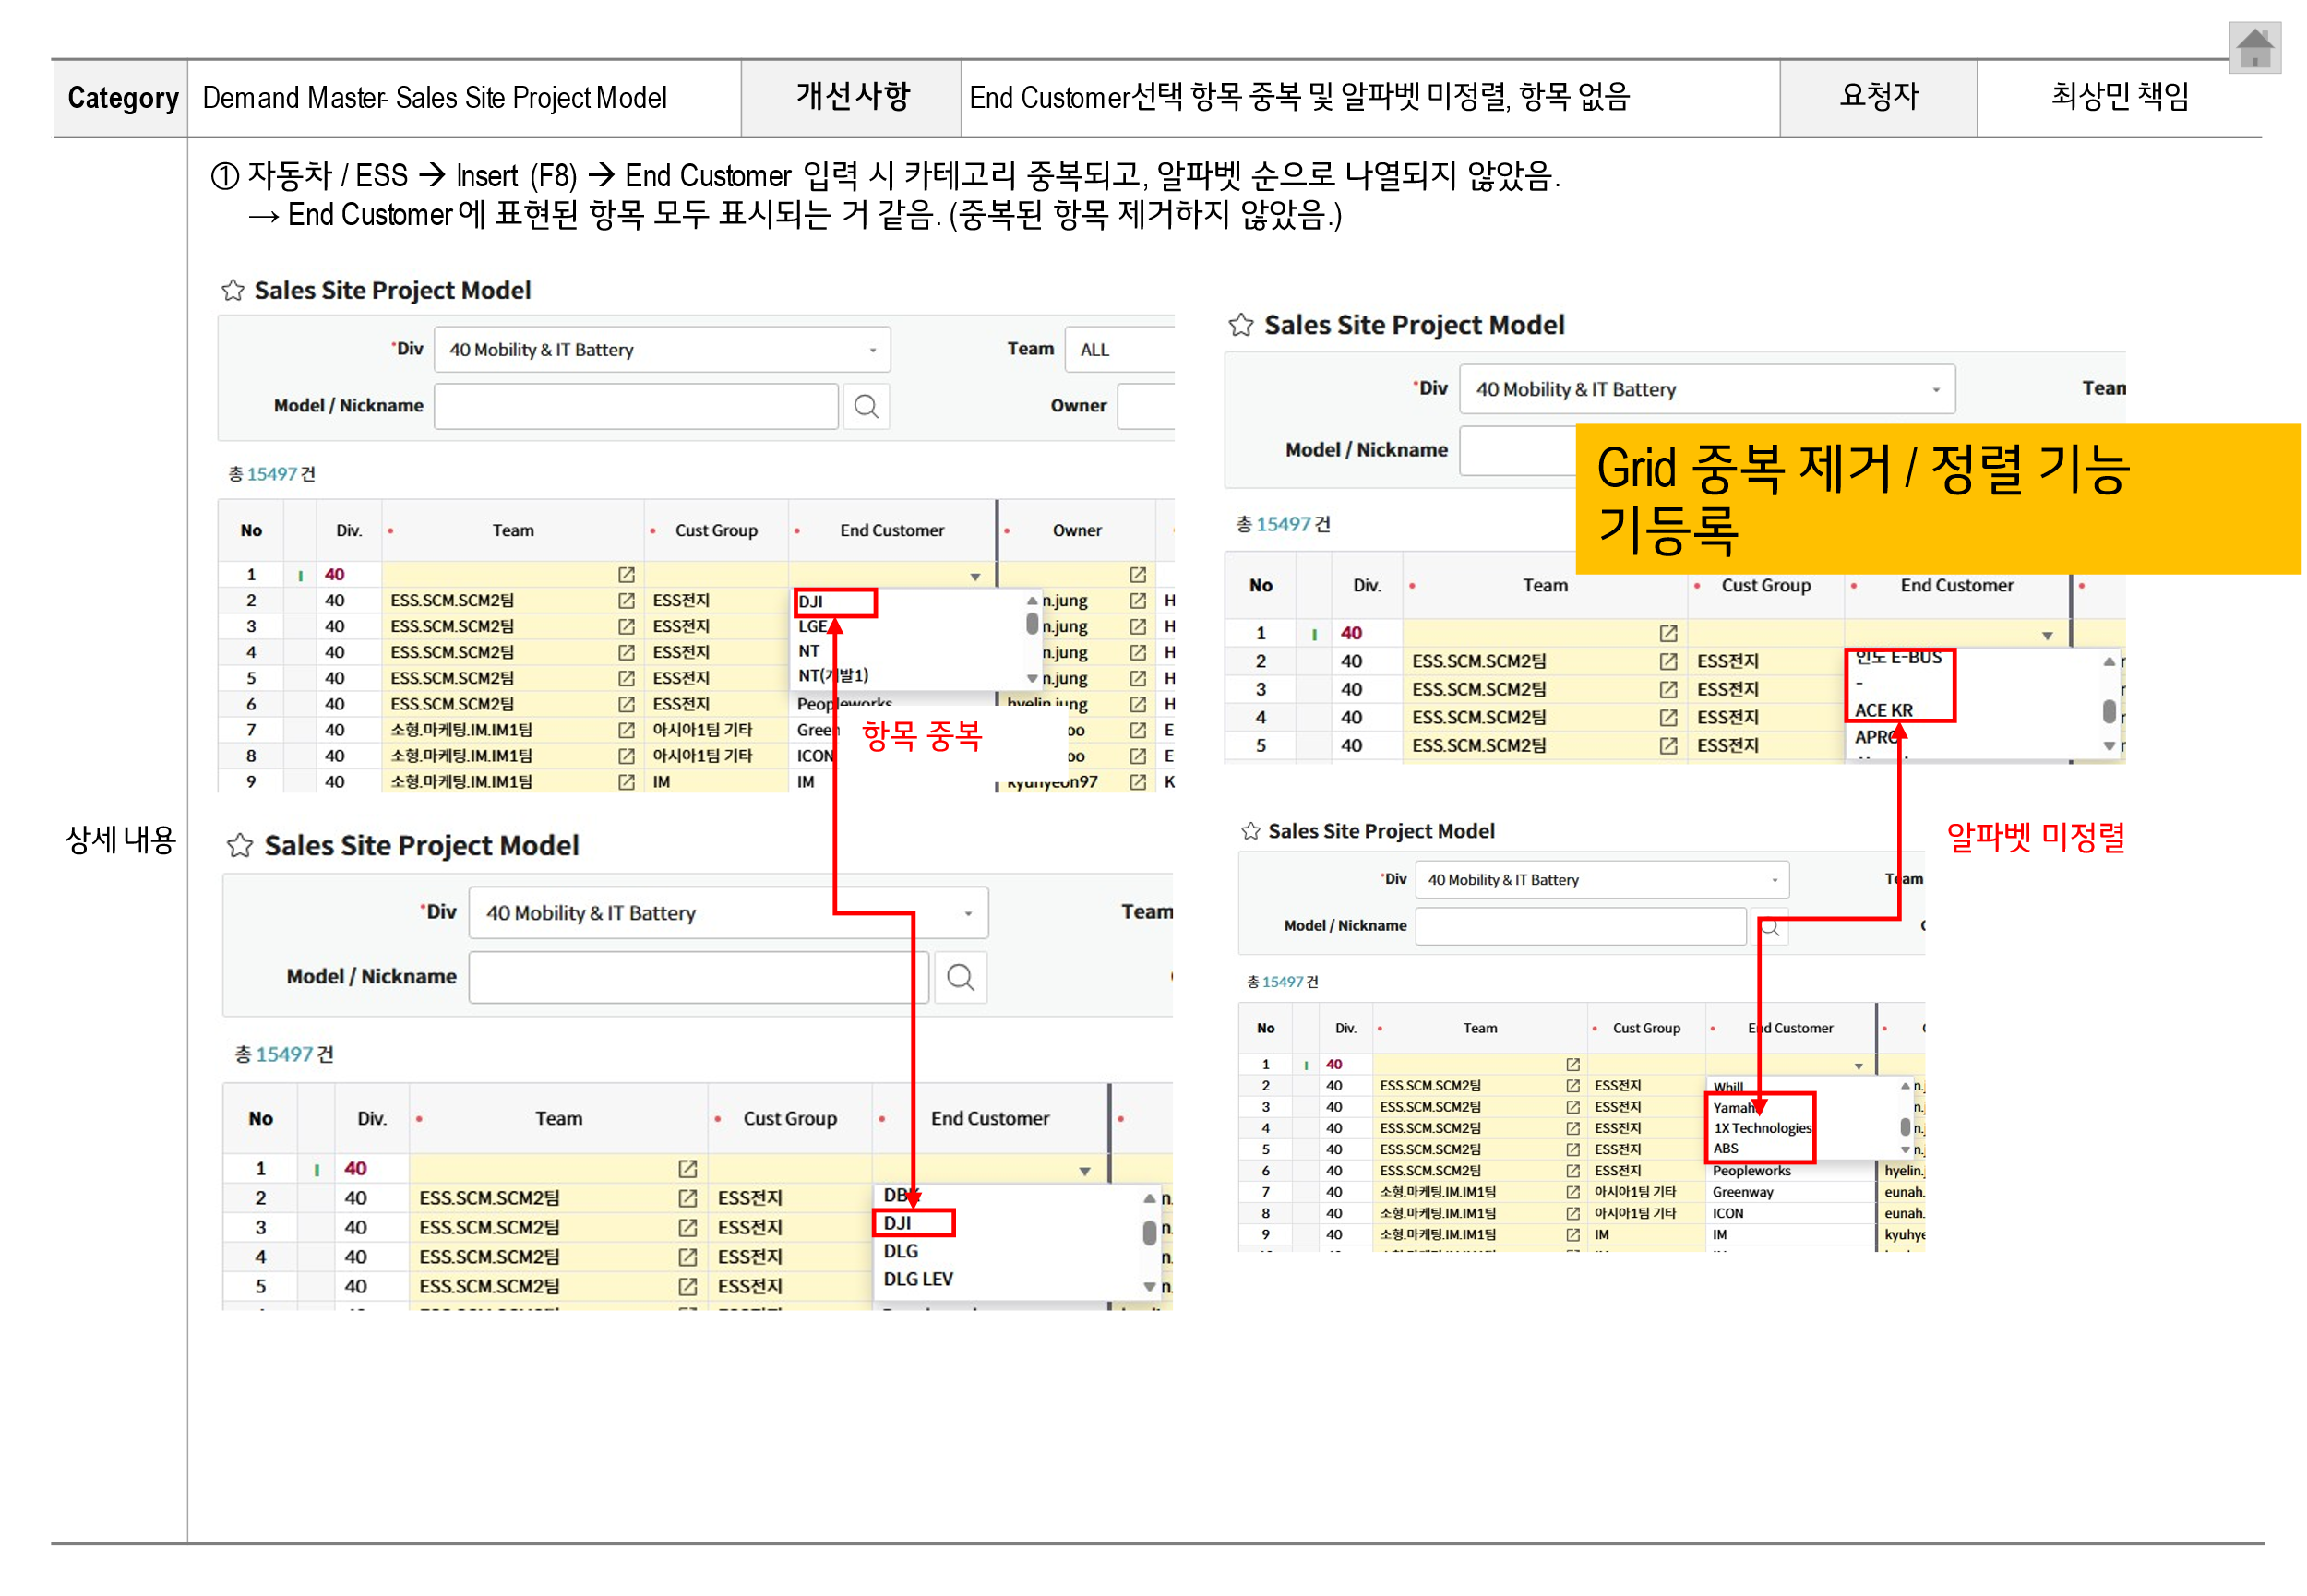 Category
Demand Master- Sales Site Project Model
개선사항
End Customer선택 항목 중복 및 알파벳 미정렬, 항목 없음
요청자
최상민 책임
① 자동차 / ESS → Insert (F8) → End Customer 입력 시 카테고리 중복되고, 알파벳 순으로 나열되지 않았음.
→ End Customer에 표현된 항목 모두 표시되는 거 같음. (중복된 항목 제거하지 않았음.)
상세 내용
Sales Site Project Model
*Div 40 Mobility & IT Battery Team ALL
Model / Nickname Owner
총 15497 건
No Div. Team Cust Group End Customer Owner
1 I 40
2 40 ESS.SCM.SCM2팀 ESS전지 DJI n.jung H
3 40 ESS.SCM.SCM2팀 ESS전지 LGE n.jung H
4 40 ESS.SCM.SCM2팀 ESS전지 NT n.jung H
5 40 ESS.SCM.SCM2팀 ESS전지 NT(개발1) n.jung H
6 40 ESS.SCM.SCM2팀 ESS전지 Peopleworks hyelin.jung H
7 40 소형.마케팅.IM.IM1팀 아시아1팀 기타 Green oo E
8 40 소형.마케팅.IM.IM1팀 아시아1팀 기타 ICON oo E
9 40 소형.마케팅.IM.IM1팀 IM IM kyuhyeon97 K
항목 중복
Sales Site Project Model
*Div 40 Mobility & IT Battery Team
Model / Nickname
Grid 중복 제거 / 정렬 기능
기등록
총 15497 건
No Div. Team Cust Group End Customer
1 I 40
2 40 ESS.SCM.SCM2팀 ESS전지 인도 E-BUS
3 40 ESS.SCM.SCM2팀 ESS전지 -
4 40 ESS.SCM.SCM2팀 ESS전지 ACE KR
5 40 ESS.SCM.SCM2팀 ESS전지 APRO
알파벳 미정렬
Sales Site Project Model
*Div 40 Mobility & IT Battery Team
Model / Nickname
총 15497 건
No Div. Team Cust Group End Customer
1 I 40
2 40 ESS.SCM.SCM2팀 ESS전지 n.
3 40 ESS.SCM.SCM2팀 ESS전지 DJI n.
4 40 ESS.SCM.SCM2팀 ESS전지 DLG n.
5 40 ESS.SCM.SCM2팀 ESS전지 DLG LEV n.
Sales Site Project Model
*Div 40 Mobility & IT Battery Team
Model / Nickname
총 15497 건
No Div. Team Cust Group End Customer
1 I 40
2 40 ESS.SCM.SCM2팀 ESS전지 Whill n.
3 40 ESS.SCM.SCM2팀 ESS전지 Yamaha n.
4 40 ESS.SCM.SCM2팀 ESS전지 1X Technologies n.
5 40 ESS.SCM.SCM2팀 ESS전지 ABS n.
6 40 ESS.SCM.SCM2팀 ESS전지 Peopleworks hyelin.
7 40 소형.마케팅.IM.IM1팀 아시아1팀 기타 Greenway eunah.
8 40 소형.마케팅.IM.IM1팀 아시아1팀 기타 ICON eunah.
9 40 소형.마케팅.IM.IM1팀 IM IM kyuhye